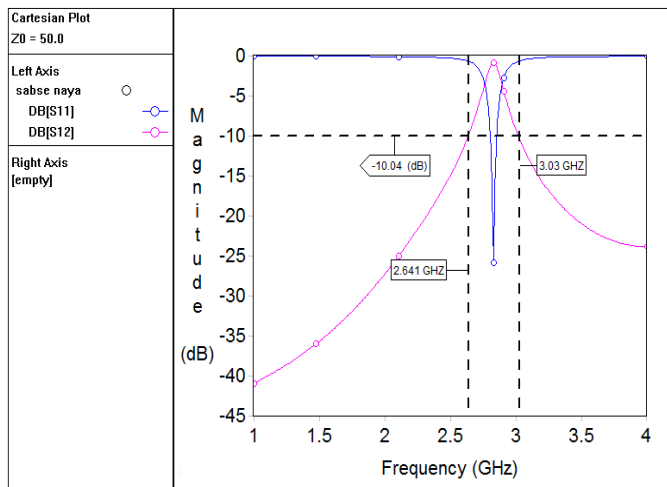 Cartesian Plot
Z0 = 50.0
Left Axis
sabse naya
DB[S11]
DB[S12]
Right Axis
[empty]
Magnitude
(dB)
0
-5
-10
-15
-20
-25
-30
-35
-40
-45
-10.04 (dB)
3.03 GHZ
2.641 GHZ
1
1.5
2
2.5
3
3.5
4
Frequency (GHz)